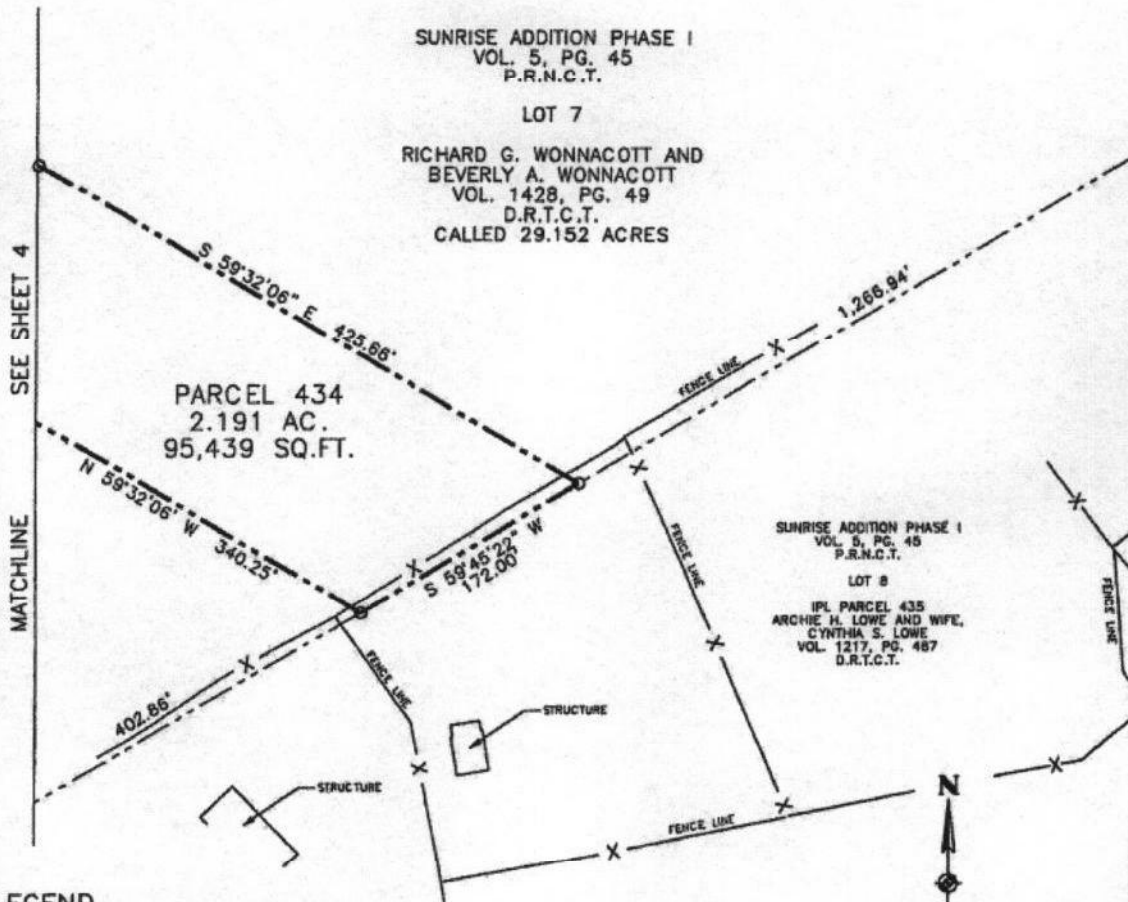 SUNRISE ADDITION PHASE I
VOL. 5, PG. 45
P.R.N.C.T.
LOT 7
RICHARD G. WONNACOTT AND
BEVERLY A. WONNACOTT
VOL. 1428, PG. 49
D.R.T.C.T.
CALLED 29.152 ACRES
SEE SHEET 4
MATCHLINE
S 59°32'06" E 425.66'
1,266.94'
FENCE LINE
PARCEL 434
2.191 AC.
95,439 SQ.FT.
N 59°32'06" W 340.25'
S 59°45'22" W
172.00'
FENCE LINE
SUNRISE ADDITION PHASE I
VOL. 5, PG. 45
P.R.N.C.T.
LOT 8
IPL PARCEL 435
ARCHIE H. LOWE AND WIFE,
CYNTHIA S. LOWE
VOL. 1217, PG. 487
D.R.T.C.T.
FENCE LINE
402.86'
FENCE LINE
STRUCTURE
STRUCTURE
FENCE LINE
N
EGEND